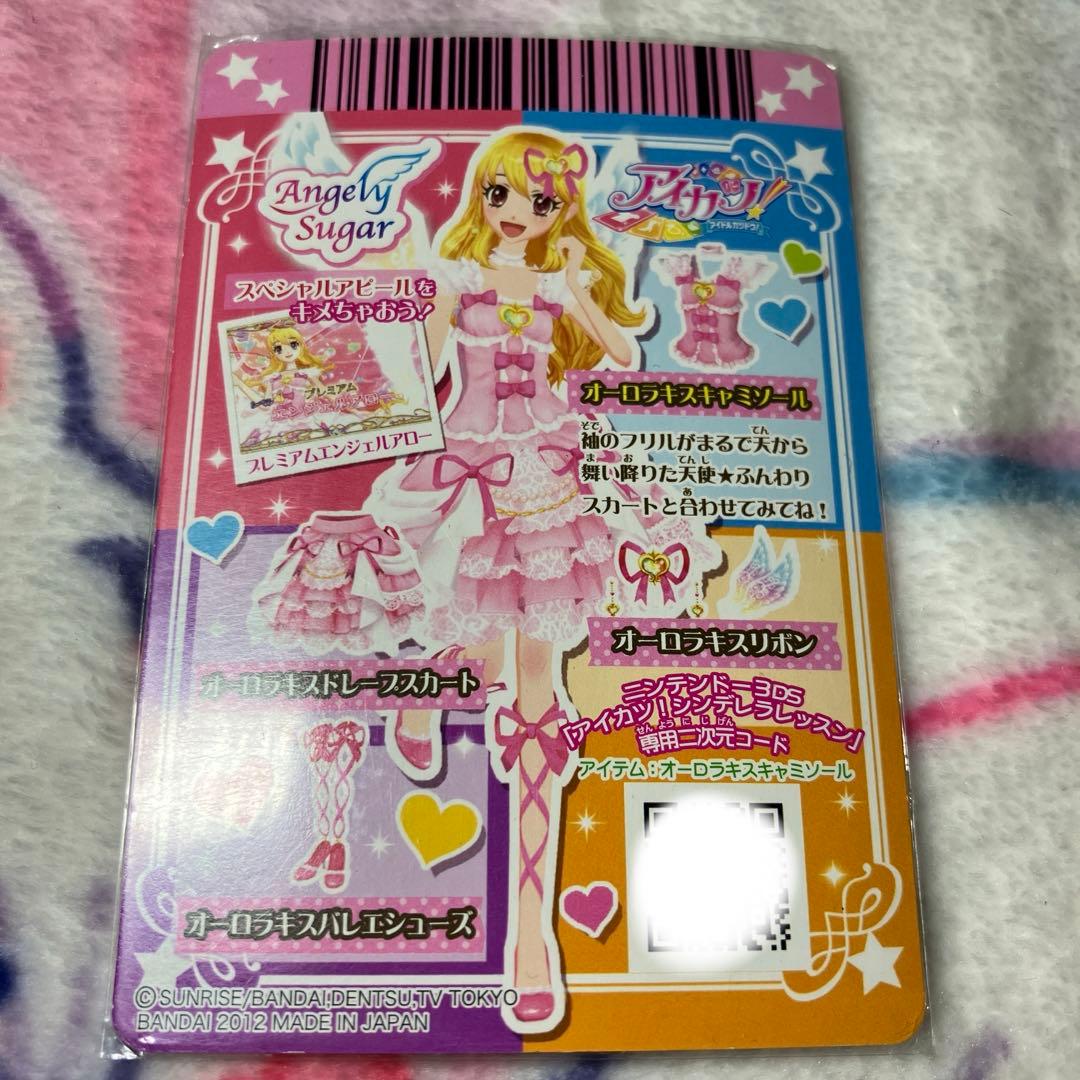 Angely
Sugar
アイカツ!
アイドルカツドウ!
スペシャルアピールを
キメちゃおう!
プレミアム
エンジェルアロー
プレミアムエンジェルアロー
オーロラキスキャミソール
袖のフリルがまるで天から
舞い降りた天使★ふんわり
スカートと合わせてみてね!
オーロラキスリボン
オーロラキスドレープスカート
ニンテンドー3DS
「アイカツ!シンデレラレッスン」
専用二次元コード
アイテム:オーロラキスキャミソール
オーロラキスバレエシューズ
©SUNRISE/BANDAI,DENTSU,TV TOKYO
BANDAI 2012 MADE IN JAPAN